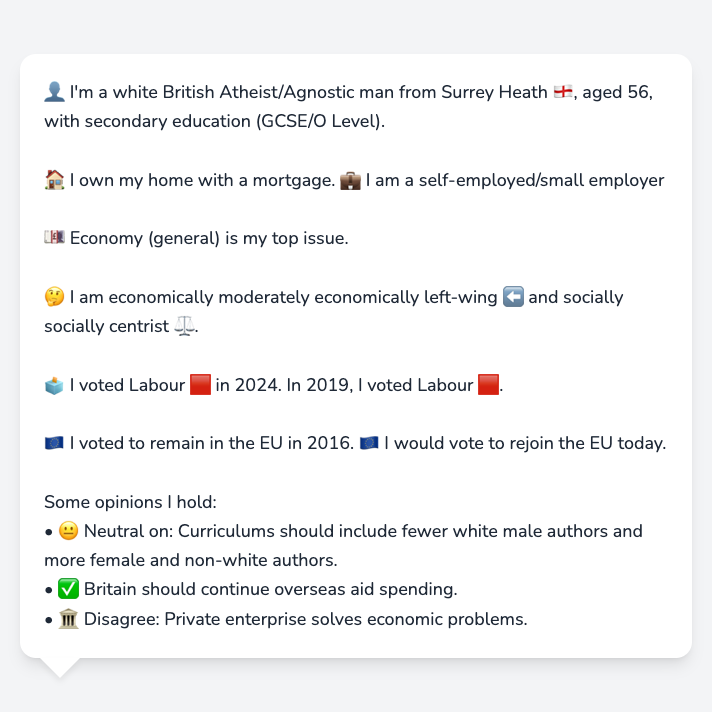 👤 I'm a white British Atheist/Agnostic man from Surrey Heath 🏴󠁧󠁢󠁥󠁮󠁧󠁿, aged 56,
with secondary education (GCSE/O Level).
🏠 I own my home with a mortgage. 💼 I am a self-employed/small employer
💷 Economy (general) is my top issue.
🤔 I am economically moderately economically left-wing ⬅️ and socially
socially centrist ⚖️.
🗳️ I voted Labour 🟥 in 2024. In 2019, I voted Labour 🟥.
🇪🇺 I voted to remain in the EU in 2016. 🇪🇺 I would vote to rejoin the EU today.
Some opinions I hold:
• 😐 Neutral on: Curriculums should include fewer white male authors and
more female and non-white authors.
• ✅ Britain should continue overseas aid spending.
• 🏛️ Disagree: Private enterprise solves economic problems.